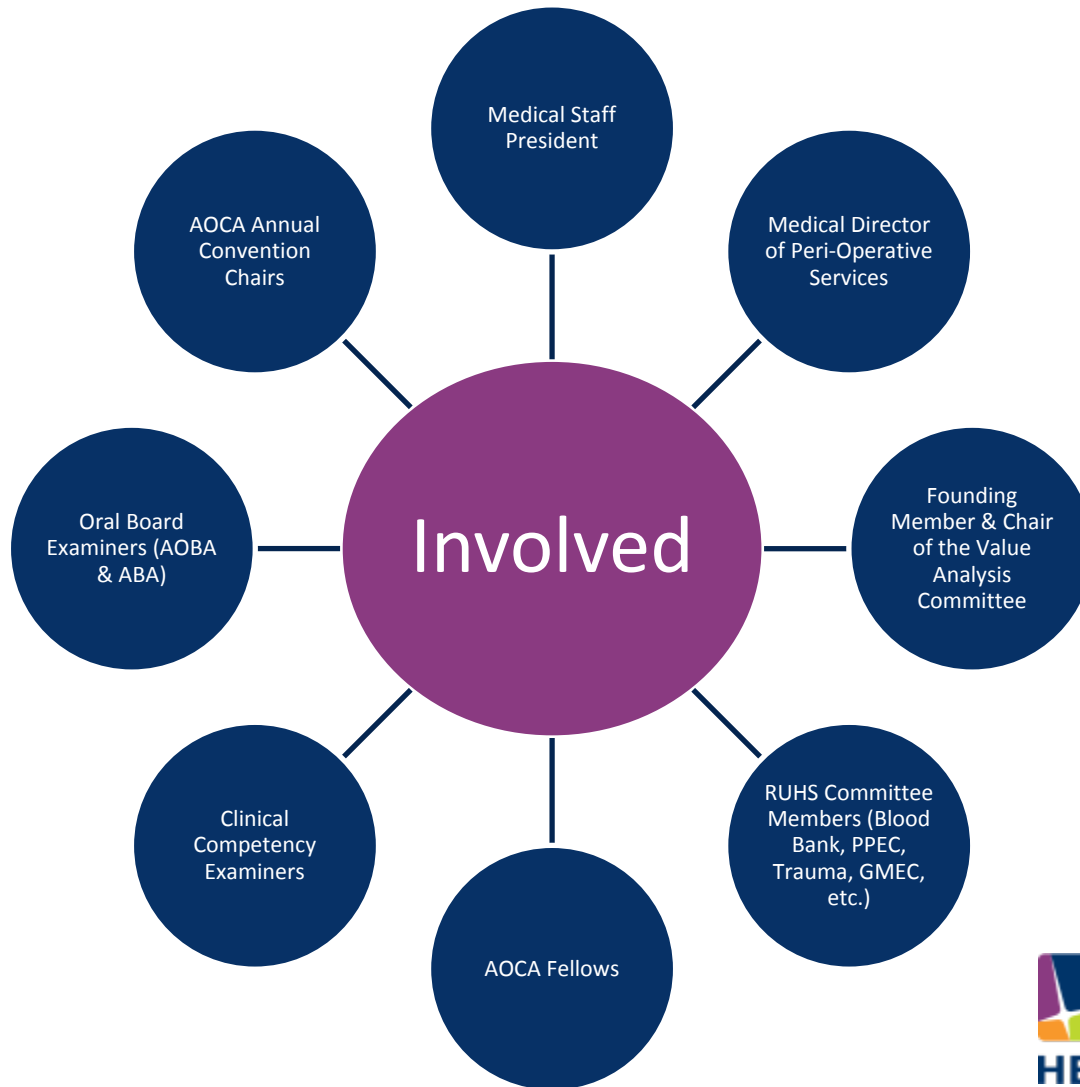 Medical Staff
President
Medical Director
of Peri-Operative
Services
Founding
Member & Chair
of the Value
Analysis
Committee
RUHS Committee
Members (Blood
Bank, PPEC,
Trauma, GMEC,
etc.)
AOCA Fellows
Clinical
Competency
Examiners
Oral Board
Examiners (AOBA
& ABA)
AOCA Annual
Convention
Chairs
Involved
HE